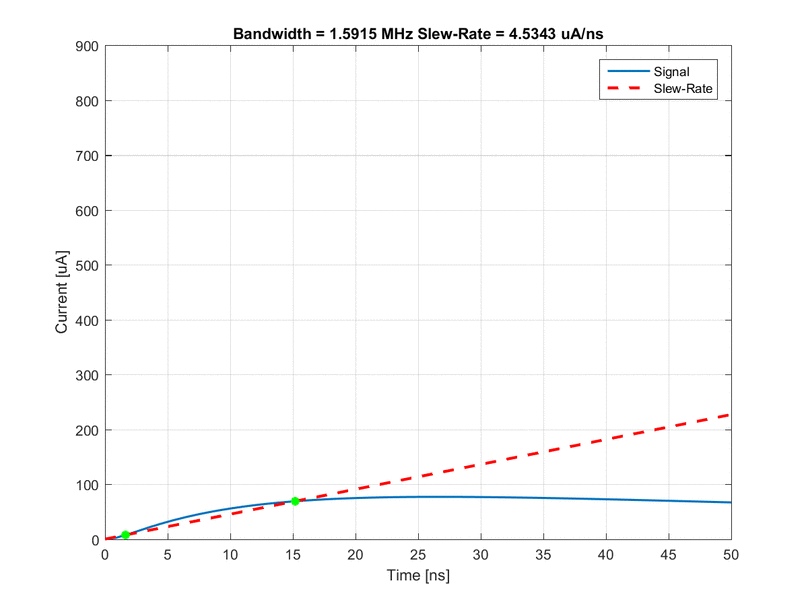 Bandwidth = 1.5915 MHz Slew-Rate = 4.5343 uA/ns
900
800
700
600
500
400
300
200
100
0
Current [uA]
Signal
Slew-Rate
0 5 10 15 20 25 30 35 40 45 50
Time [ns]